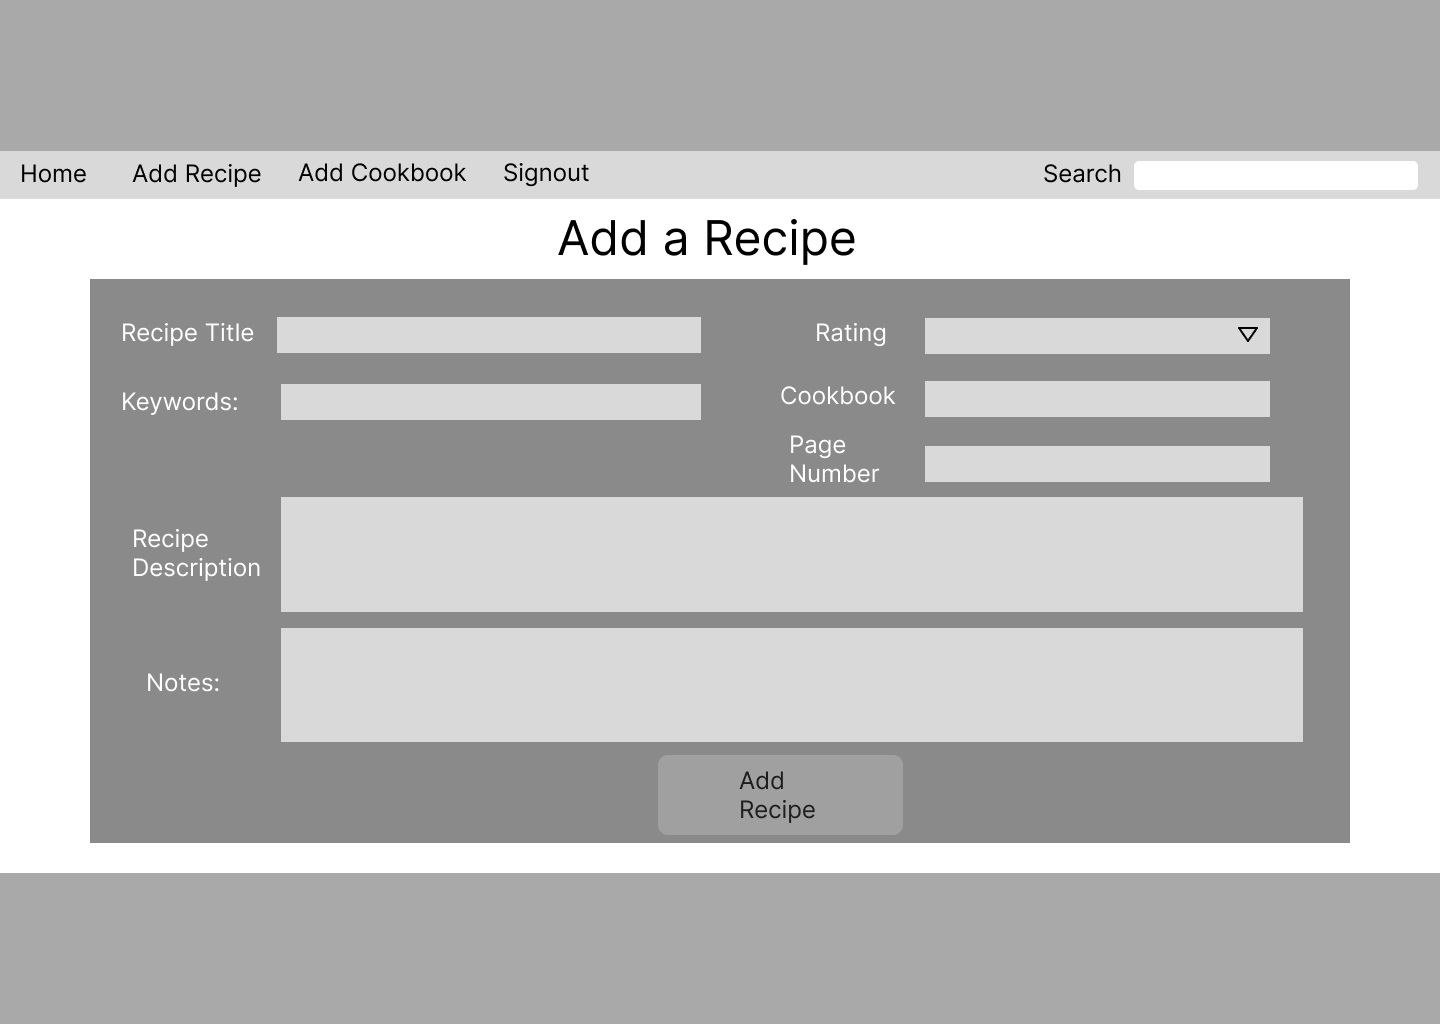 Home Add Recipe Add Cookbook Signout Search
Add a Recipe
Recipe Title
Rating
Keywords:
Cookbook
Page
Number
Recipe
Description
Notes:
Add
Recipe